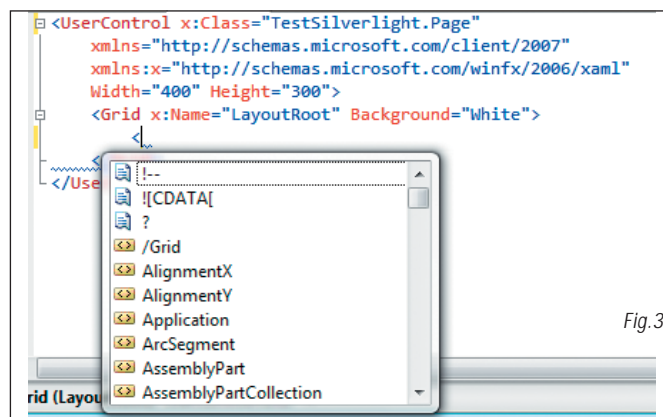 <UserControl x:Class="TestSilverlight.Page"
xmlns="http://schemas.microsoft.com/client/2007"
xmlns:x="http://schemas.microsoft.com/winfx/2006/xaml"
Width="400" Height="300">
<Grid x:Name="LayoutRoot" Background="White">
<
<
</Use
!--
![CDATA[
?
/Grid
AlignmentX
AlignmentY
Application
ArcSegment
AssemblyPart
AssemblyPartCollection
Fig.3
rid (Layou